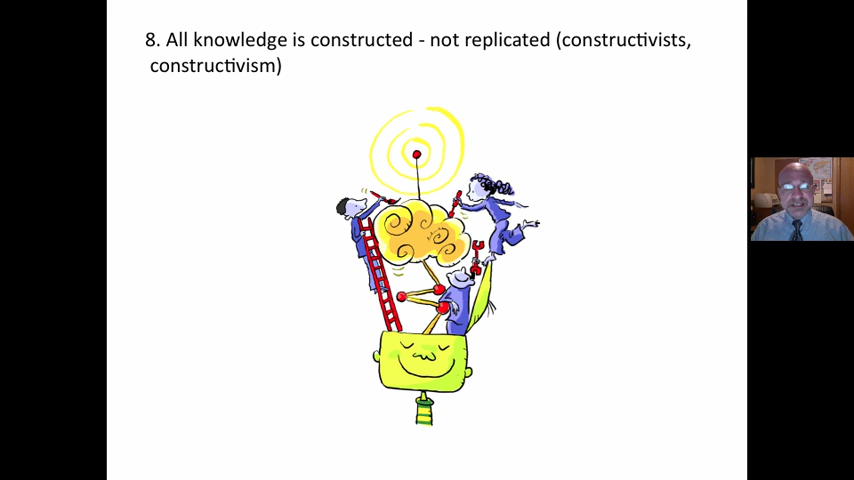 8. All knowledge is constructed - not replicated (constructivists,
constructivism)